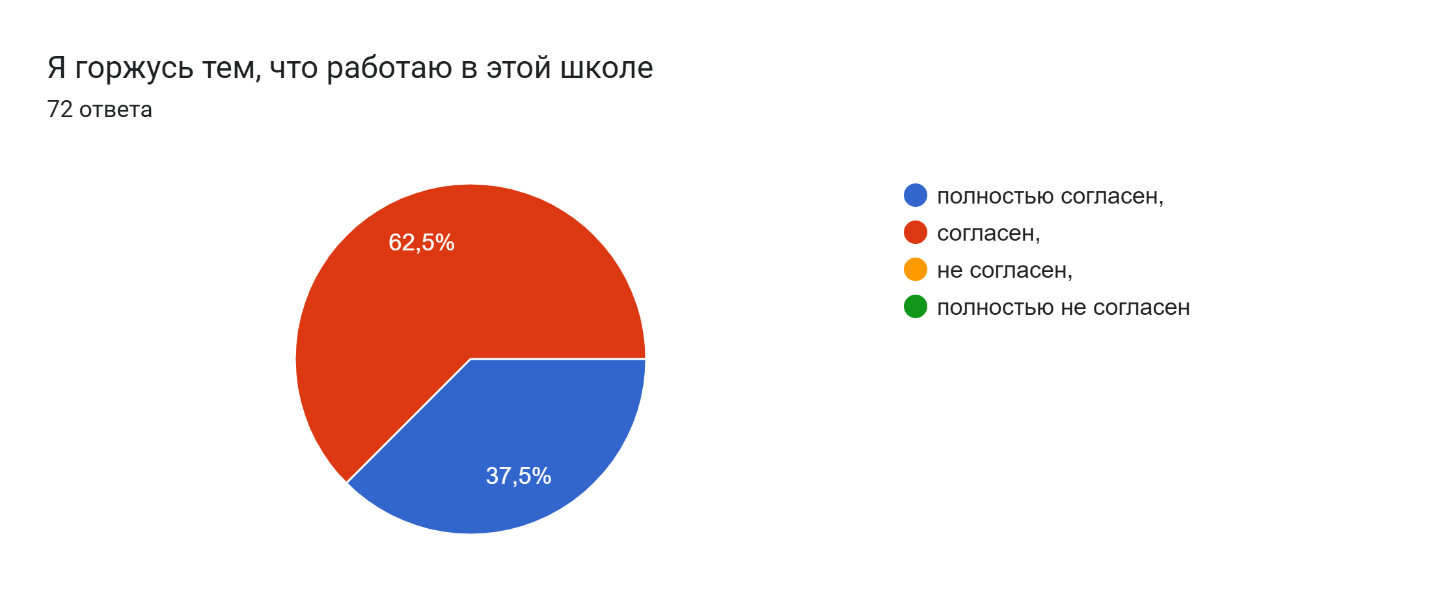 Я горжусь тем, что работаю в этой школе
72 ответа
62,5%
37,5%
полностью согласен,
согласен,
не согласен,
полностью не согласен